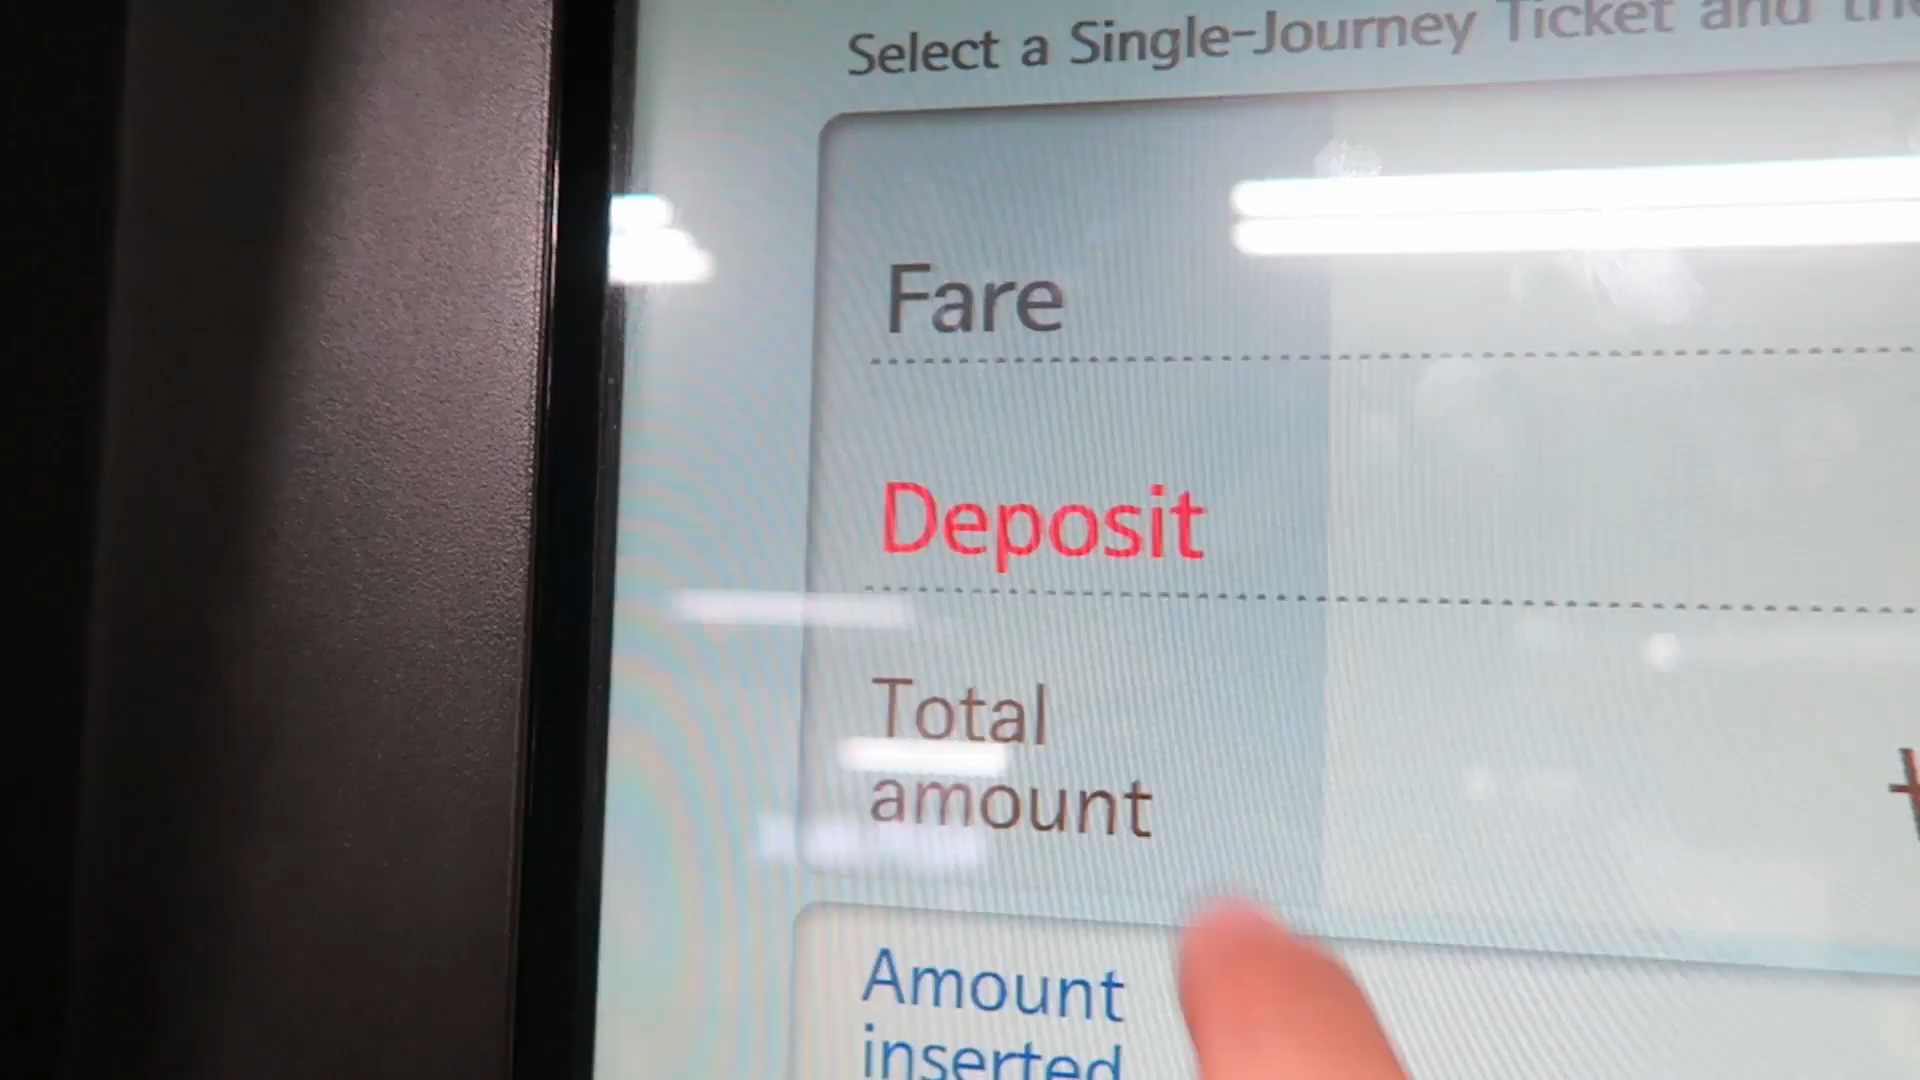 Select a Single-Journey Ticket and
Fare
Deposit
Total
amount
Amount
inserted